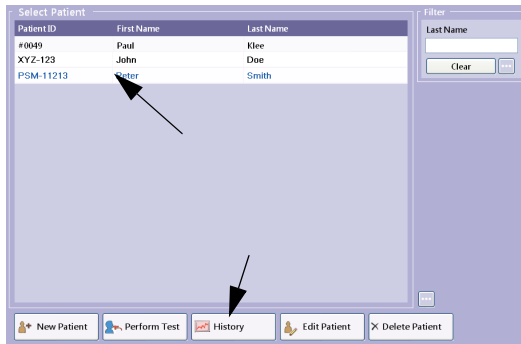 Select Patient
Filter
Patient ID First Name Last Name
Last Name
#0049 Paul Klee
XYZ-123 John Doe
Clear ...
PSM-11213 Peter Smith
...
New Patient Perform Test History Edit Patient Delete Patient